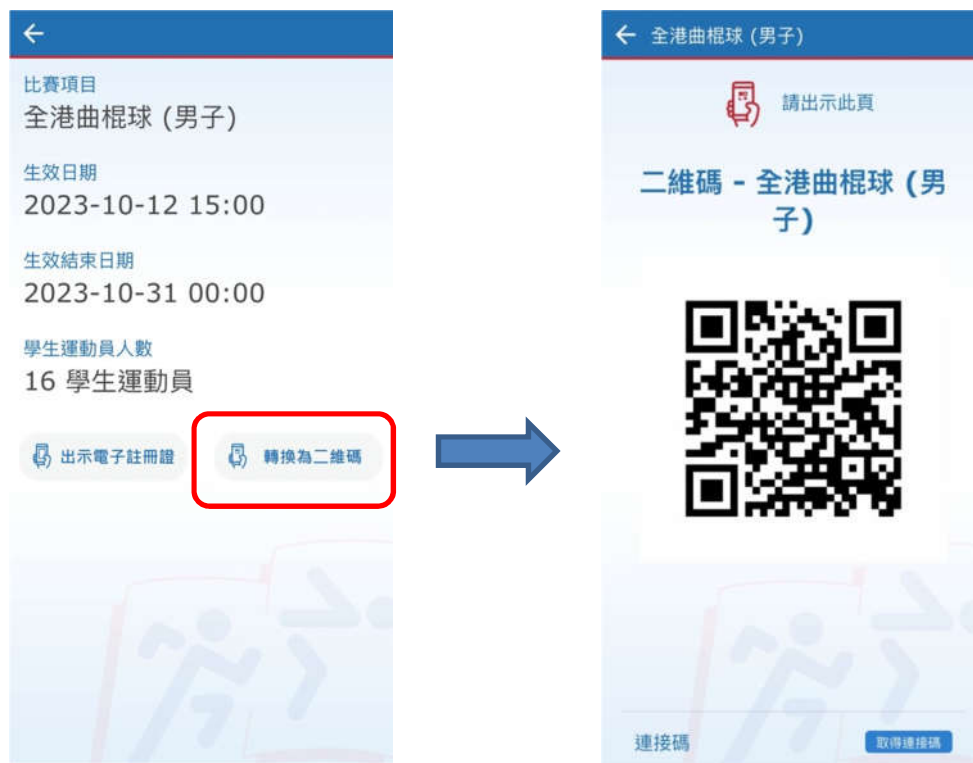 比賽項目
全港曲棍球 (男子)
生效日期
2023-10-12 15:00
生效結束日期
2023-10-31 00:00
學生運動員人數
16 學生運動員
出示電子註冊證
轉換為二維碼
全港曲棍球 (男子)
請出示此頁
二維碼 - 全港曲棍球 (男
子)
連接碼
取得連接碼